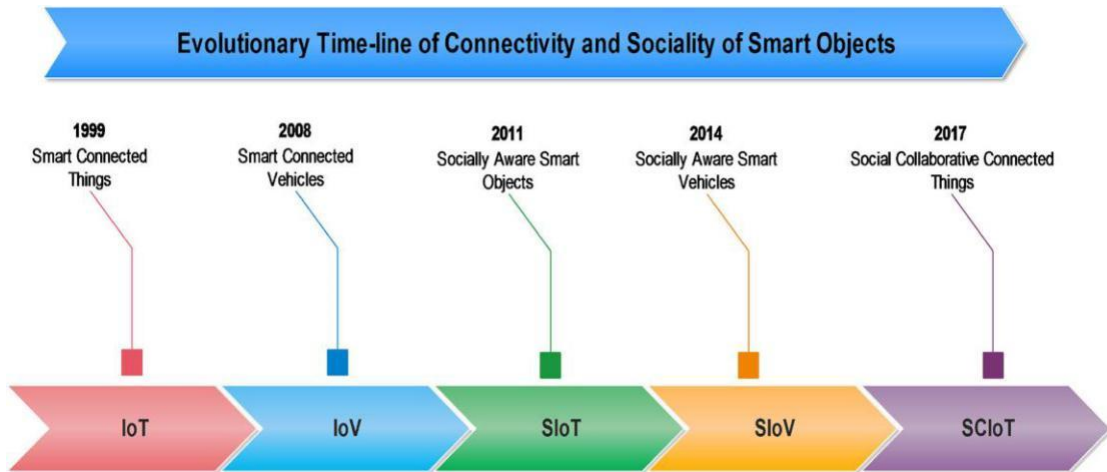 Evolutionary Time-line of Connectivity and Sociality of Smart Objects
1999
Smart Connected
Things
2008
Smart Connected
Vehicles
2011
Socially Aware Smart
Objects
2014
Socially Aware Smart
Vehicles
2017
Social Collaborative Connected
Things
IoT
IoV
SIoT
SIoV
SCIoT